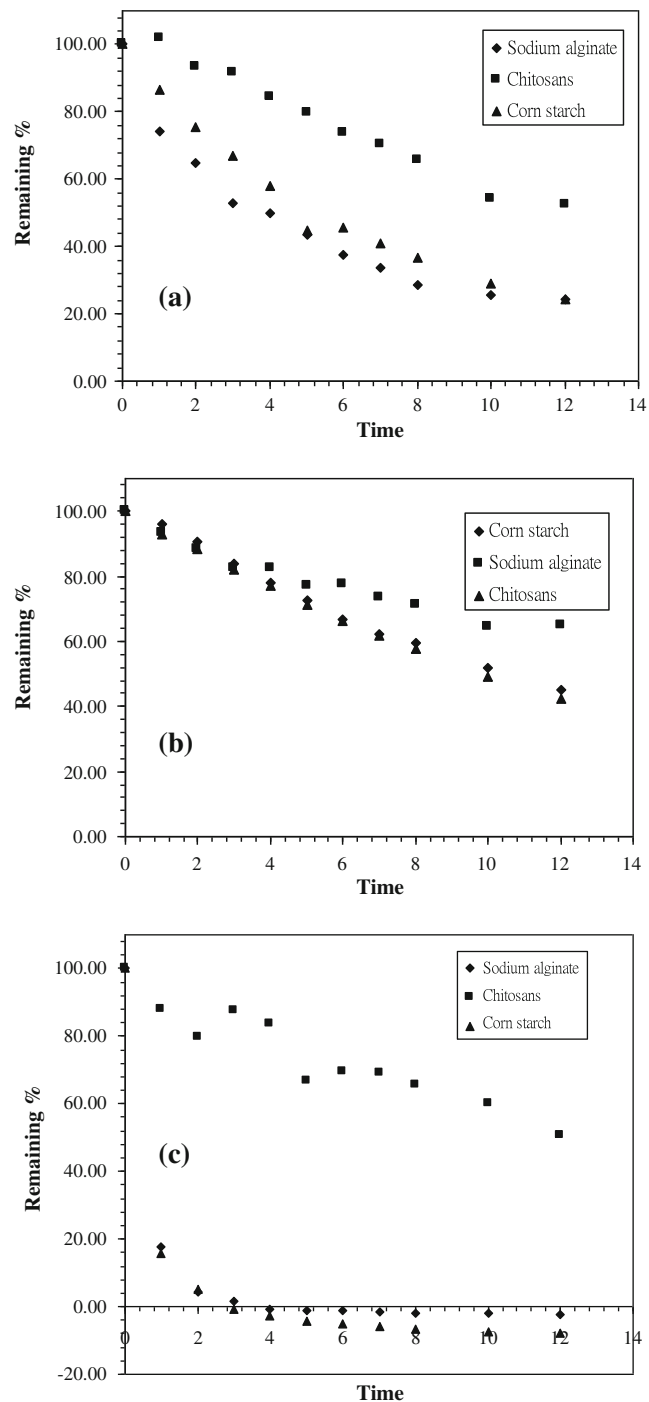 100.00
80.00
60.00
40.00
20.00
0.00
Remaining %
Sodium alginate
Chitosans
Corn starch
(a)
0 2 4 6 8 10 12 14
Time
100.00
80.00
60.00
40.00
20.00
0.00
Remaining %
Corn starch
Sodium alginate
Chitosans
(b)
0 2 4 6 8 10 12 14
Time
100.00
80.00
60.00
40.00
20.00
0.00
-20.00
Remaining %
Sodium alginate
Chitosans
Corn starch
(c)
0 2 4 6 8 10 12 14
Time